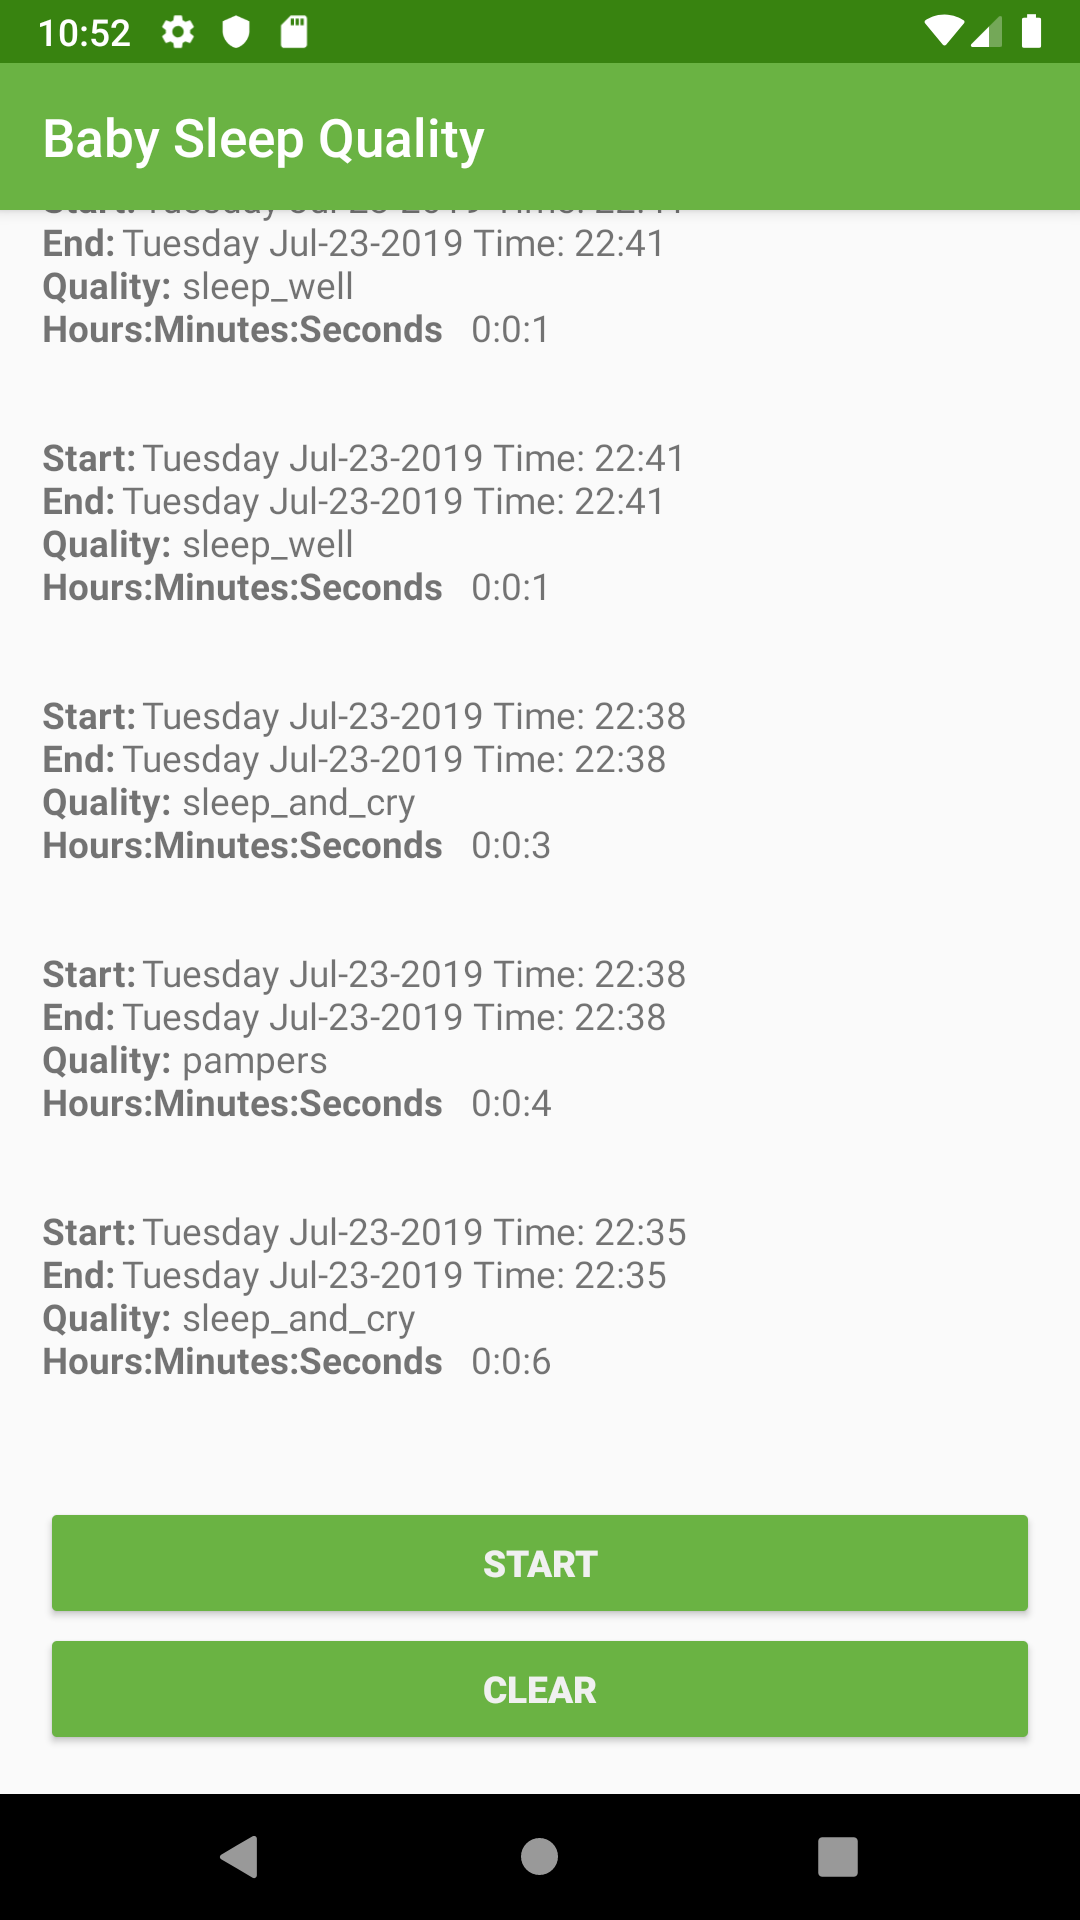 10:52
Baby Sleep Quality
End: Tuesday Jul-23-2019 Time: 22:41
Quality: sleep_well
Hours:Minutes:Seconds 0:0:1
Start: Tuesday Jul-23-2019 Time: 22:41
End: Tuesday Jul-23-2019 Time: 22:41
Quality: sleep_well
Hours:Minutes:Seconds 0:0:1
Start: Tuesday Jul-23-2019 Time: 22:38
End: Tuesday Jul-23-2019 Time: 22:38
Quality: sleep_and_cry
Hours:Minutes:Seconds 0:0:3
Start: Tuesday Jul-23-2019 Time: 22:38
End: Tuesday Jul-23-2019 Time: 22:38
Quality: pampers
Hours:Minutes:Seconds 0:0:4
Start: Tuesday Jul-23-2019 Time: 22:35
End: Tuesday Jul-23-2019 Time: 22:35
Quality: sleep_and_cry
Hours:Minutes:Seconds 0:0:6
START
CLEAR